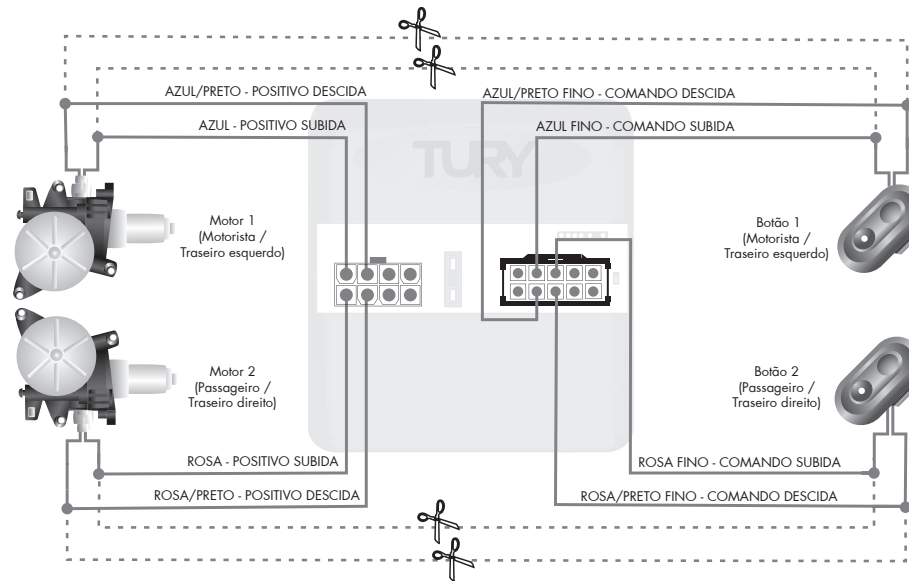 AZUL/PRETO - POSITIVO DESCIDA
AZUL/PRETO FINO - COMANDO DESCIDA
AZUL - POSITIVO SUBIDA
AZUL FINO - COMANDO SUBIDA
TURY
Motor 1
(Motorista /
Traseiro esquerdo)
Botão 1
(Motorista /
Traseiro esquerdo)
Motor 2
(Passageiro /
Traseiro direito)
Botão 2
(Passageiro /
Traseiro direito)
ROSA - POSITIVO SUBIDA
ROSA FINO - COMANDO SUBIDA
ROSA/PRETO - POSITIVO DESCIDA
ROSA/PRETO FINO - COMANDO DESCIDA